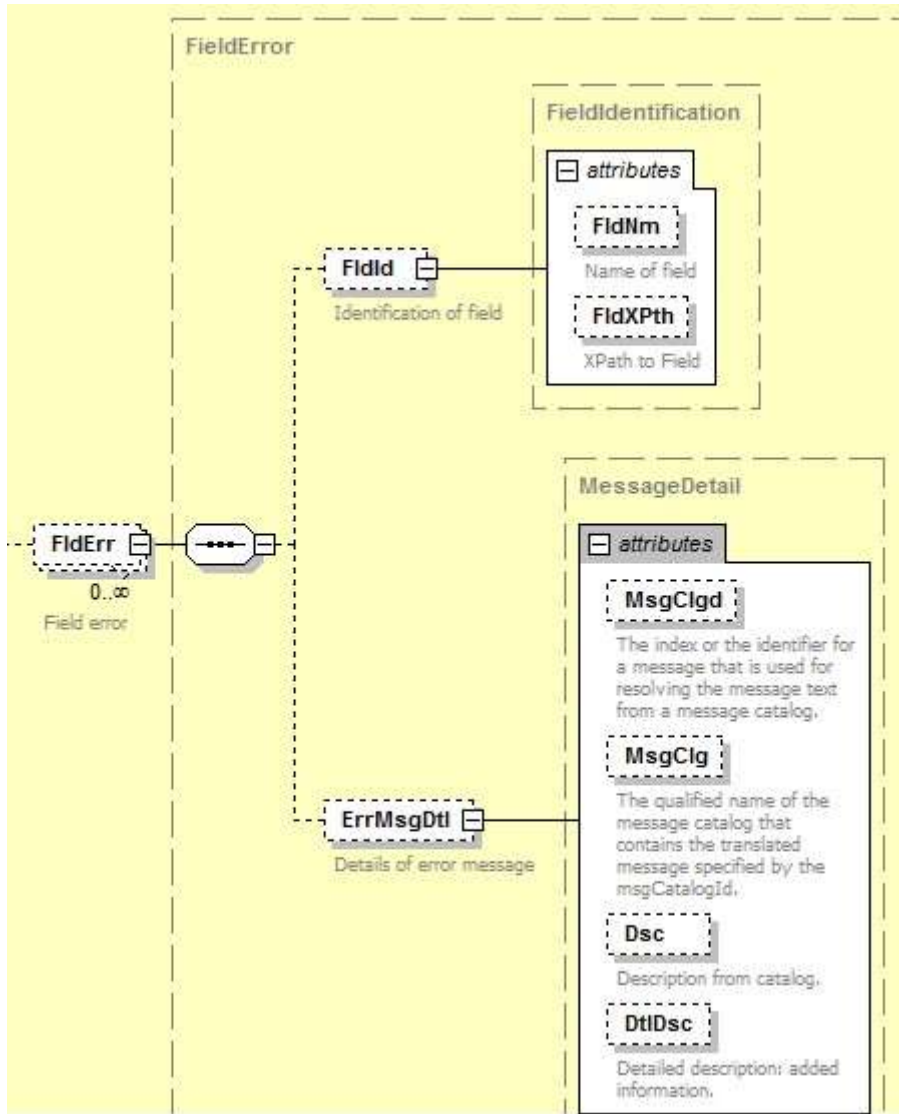 FieldError
FieldIdentification
attributes
FldNm
Name of field
FldXPth
XPath to Field
FldId
Identification of field
MessageDetail
attributes
MsgClgd
The index or the identifier for
a message that is used for
resolving the message text
from a message catalog.
MsgClg
The qualified name of the
message catalog that
contains the translated
message specified by the
msgCatalogId.
Dsc
Description from catalog.
DtlDsc
Detailed description: added
information.
FldErr
0..∞
Field error
ErrMsgDtl
Details of error message